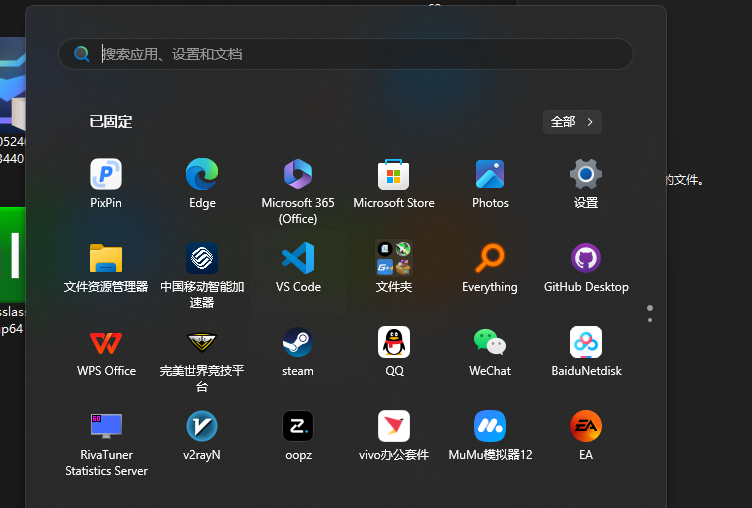 搜索应用、设置和文档
已固定
全部
05240
3440
的文件。
PixPin
Edge
Microsoft 365
(Office)
Microsoft Store
Photos
设置
文件资源管理器
中国移动智能加
速器
VS Code
文件夹
Everything
GitHub Desktop
sslass
p64
WPS Office
完美世界竞技平
台
steam
QQ
WeChat
BaiduNetdisk
RivaTuner
Statistics Server
v2rayN
oopz
vivo办公套件
MuMu模拟器12
EA